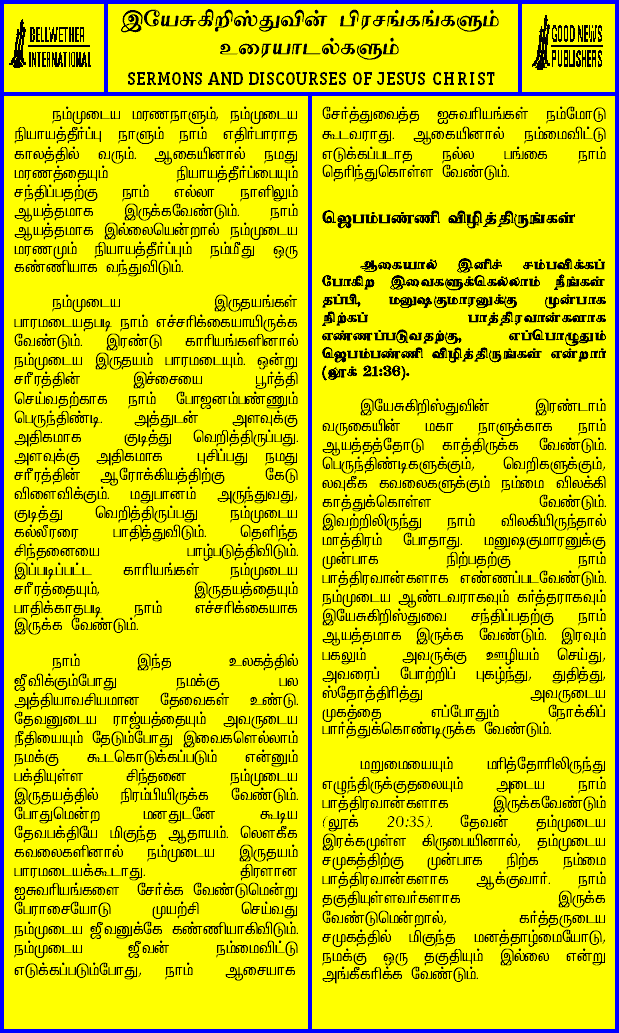 BELLWETHER
INTERNATIONAL
இயேசுகிறிஸ்துவின் பிரசங்கங்களும்
உரையாடல்களும்
SERMONS AND DISCOURSES OF JESUS CHRIST
GOOD NEWS
PUBLISHERS
நம்முடைய மரணநாளும், நம்முடைய
நியாயத்தீர்ப்பு நாளும் நாம் எதிர்பாராத
காலத்தில் வரும். ஆகையினால் நமது
மரணத்தையும் நியாயத்தீர்ப்பையும்
சந்திப்பதற்கு நாம் எல்லா நாளிலும்
ஆயத்தமாக இருக்கவேண்டும். நாம்
ஆயத்தமாக இல்லையென்றால் நம்முடைய
மரணமும் நியாயத்தீர்ப்பும் நம்மீது ஒரு
கண்ணியாக வந்துவிடும்.
நம்முடைய இருதயங்கள்
பாரமடையதபடி நாம் எச்சரிக்கையாயிருக்க
வேண்டும். இரண்டு காரியங்களினால்
நம்முடைய இருதயம் பாரமடையும். ஒன்று
சரீரத்தின் இச்சையை பூர்த்தி
செய்வதற்காக நாம் போஜனம்பண்ணும்
பெருந்திண்டி. அத்துடன் அளவுக்கு
அதிகமாக குடித்து வெறித்திருப்பது.
அளவுக்கு அதிகமாக புசிப்பது நமது
சரீரத்தின் ஆரோக்கியத்திற்கு கேடு
விளைவிக்கும். மதுபானம் அருந்துவது,
குடித்து வெறித்திருப்பது நம்முடைய
கல்லீரரை பாதித்துவிடும். தெளிந்த
சிந்தனையை பாழ்படுத்திவிடும்.
இப்படிப்பட்ட காரியங்கள் நம்முடைய
சரீரத்தையும், இருதயத்தையும்
பாதிக்காதபடி நாம் எச்சரிக்கையாக
இருக்க வேண்டும்.
நாம் இந்த உலகத்தில்
ஜீவிக்கும்போது நமக்கு பல
அத்தியாவசியமான தேவைகள் உண்டு.
தேவனுடைய ராஜ்யத்தையும் அவருடைய
நீதியையும் தேடும்போது இவைகளெல்லாம்
நமக்கு கூடகொடுக்கப்படும் என்னும்
பக்தியுள்ள சிந்தனை நம்முடைய
இருதயத்தில் நிரம்பியிருக்க வேண்டும்.
போதுமென்ற மனதுடனே கூடிய
தேவபக்தியே மிகுந்த ஆதாயம். லௌகீக
கவலைகளினால் நம்முடைய இருதயம்
பாரமடையக்கூடாது. திரளான
ஐசுவரியங்களை சேர்க்க வேண்டுமென்று
பேராசையோடு முயற்சி செய்வது
நம்முடைய ஜீவனுக்கே கண்ணியாகிவிடும்.
நம்முடைய ஜீவன் நம்மைவிட்டு
எடுக்கப்படும்போது, நாம் ஆசையாக
சேர்த்துவைத்த ஐசுவரியங்கள் நம்மோடு
கூடவராது. ஆகையினால் நம்மைவிட்டு
எடுக்கப்படாத நல்ல பங்கை நாம்
தெரிந்துகொள்ள வேண்டும்.
ஜெபம்பண்ணி விழித்திருங்கள்
ஆகையால் இனிச் சம்பவிக்கப்
போகிற இவைகளுக்கெல்லாம் நீங்கள்
தப்பி, மனுஷகுமாரனுக்கு முன்பாக
நிற்கப் பாத்திரவான்களாக
எண்ணப்படுவதற்கு, எப்பொழுதும்
ஜெபம்பண்ணி விழித்திருங்கள் என்றார்
(லூக் 21:36).
இயேசுகிறிஸ்துவின் இரண்டாம்
வருகையின் மகா நாளுக்காக நாம்
ஆயத்தத்தோடு காத்திருக்க வேண்டும்.
பெருந்திண்டிகளுக்கும், வெறிகளுக்கும்,
லவுகீக கவலைகளுக்கும் நம்மை விலக்கி
காத்துக்கொள்ள வேண்டும்.
இவற்றிலிருந்து நாம் விலகியிருந்தால்
மாத்திரம் போதாது. மனுஷகுமாரனுக்கு
முன்பாக நிற்பதற்கு நாம்
பாத்திரவான்களாக எண்ணப்படவேண்டும்.
நம்முடைய ஆண்டவராகவும் கர்த்தராகவும்
இயேசுகிறிஸ்துவை சந்திப்பதற்கு நாம்
ஆயத்தமாக இருக்க வேண்டும். இரவும்
பகலும் அவருக்கு ஊழியம் செய்து,
அவரைப் போற்றிப் புகழ்ந்து, துதித்து,
ஸ்தோத்திரித்து அவருடைய
முகத்தை எப்போதும் நோக்கிப்
பார்த்துக்கொண்டிருக்க வேண்டும்.
மறுமையையும் மரித்தோரிலிருந்து
எழுந்திருக்குதலையும் அடைய நாம்
பாத்திரவான்களாக இருக்கவேண்டும்
(லூக் 20:35). தேவன் தம்முடைய
இரக்கமுள்ள கிருபையினால், தம்முடைய
சமுகத்திற்கு முன்பாக நிற்க நம்மை
பாத்திரவான்களாக ஆக்குவார். நாம்
தகுதியுள்ளவர்களாக இருக்க
வேண்டுமென்றால், கர்த்தருடைய
சமுகத்தில் மிகுந்த மனத்தாழ்மையோடு,
நமக்கு ஒரு தகுதியும் இல்லை என்று
அங்கீகரிக்க வேண்டும்.